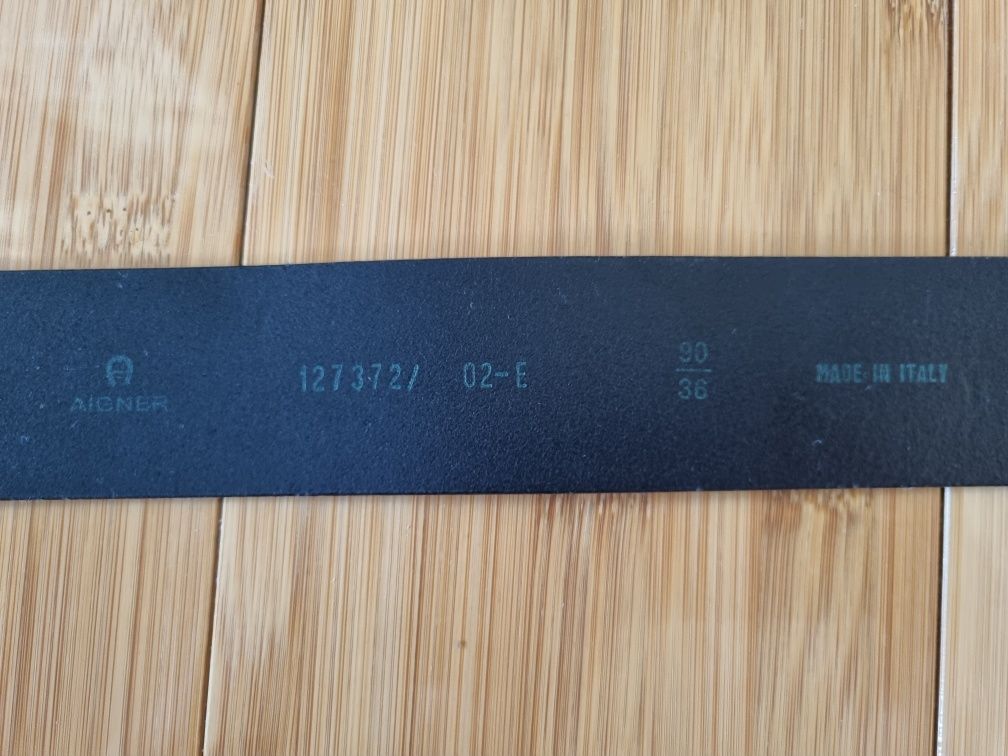 AIGNER
127372/ 02-E
90
36
MADE IN ITALY